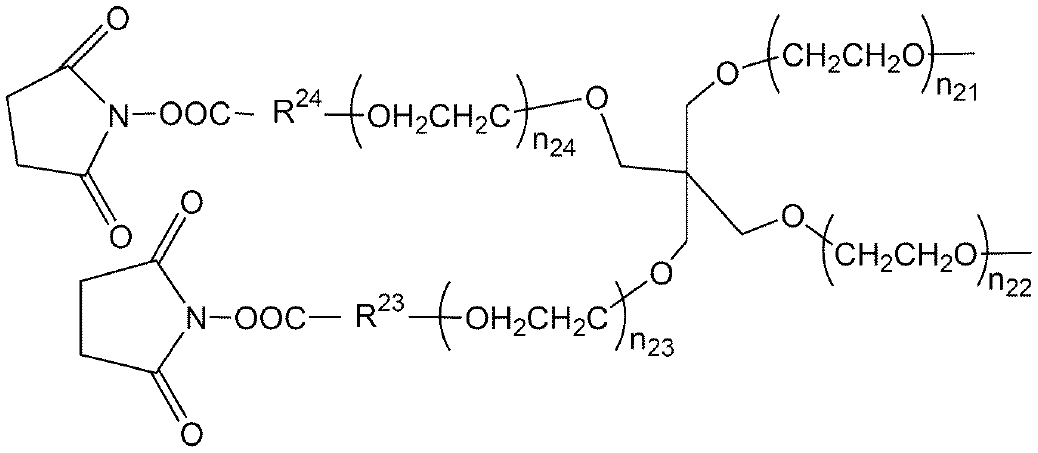 O
O
(CH₂CH₂O)n₂₁
N—OOC—R²⁴—(OH₂CH₂C)n₂₄
O
O
O
O
(CH₂CH₂O)n₂₂
O
N—OOC—R²³—(OH₂CH₂C)n₂₃
O